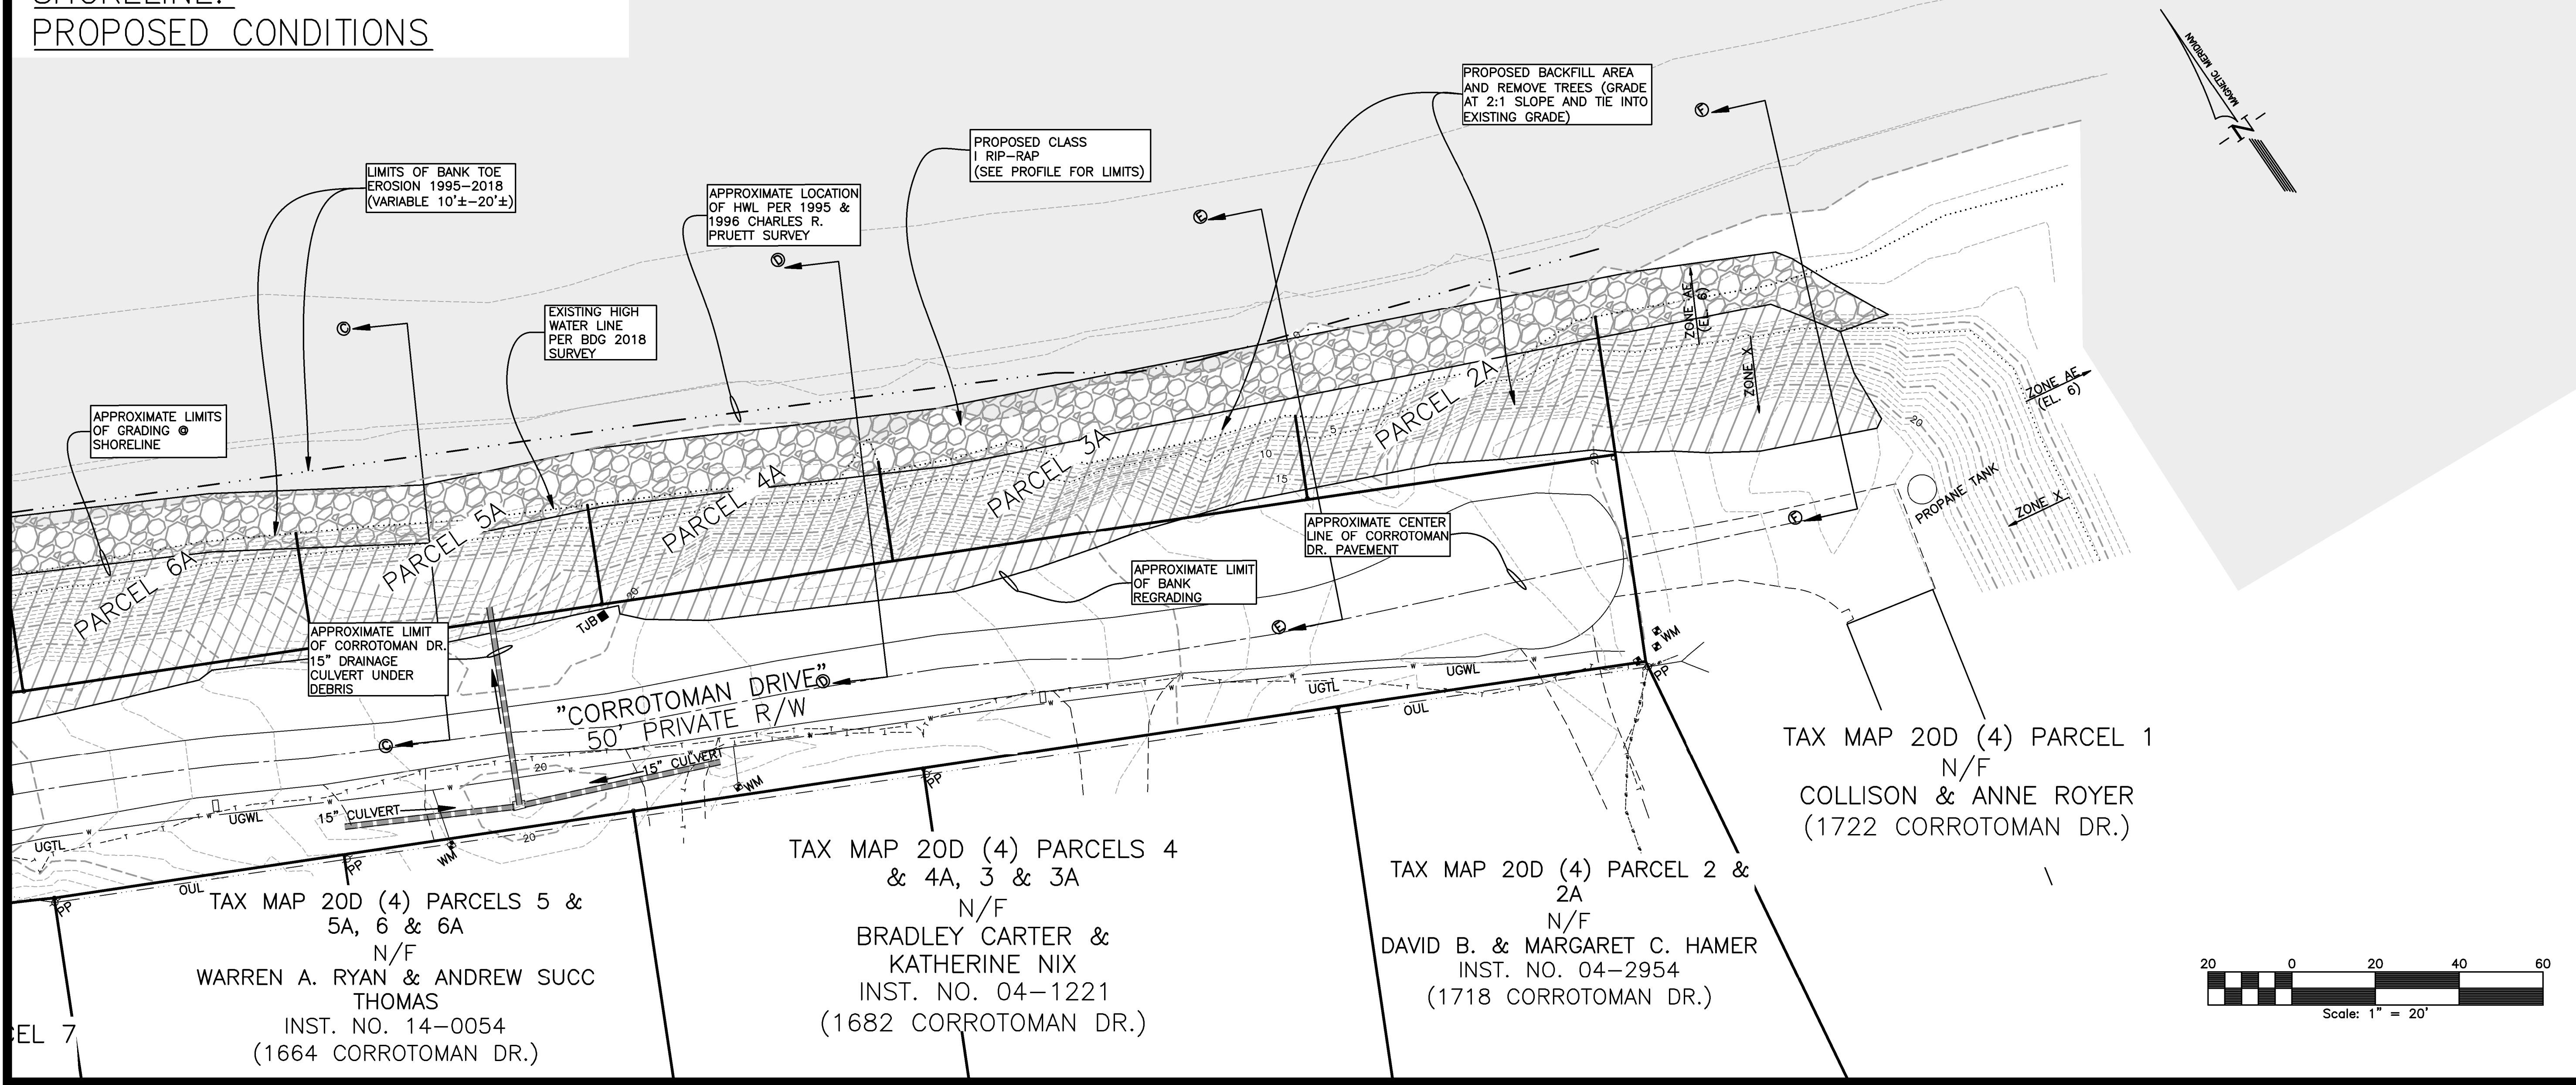 SHORELINE:
PROPOSED CONDITIONS
LIMITS OF BANK TOE
EROSION 1995-2018
(VARIABLE 10'±-20'±)
APPROXIMATE LOCATION
OF HWL PER 1995 &
1996 CHARLES R.
PRUETT SURVEY
PROPOSED CLASS
I RIP-RAP
(SEE PROFILE FOR LIMITS)
PROPOSED BACKFILL AREA
AND REMOVE TREES (GRADE
AT 2:1 SLOPE AND TIE INTO
EXISTING GRADE)
MAGNETIC MERIDIAN
N
F
E
D
C
EXISTING HIGH
WATER LINE
PER BDG 2018
SURVEY
APPROXIMATE LIMITS
OF GRADING @
SHORELINE
0
ZONE AE
(EL. 6)
ZONE X
ZONE AE
(EL. 6)
ZONE X
PARCEL 6A
PARCEL 5A
PARCEL 4A
PARCEL 3A
PARCEL 2A
5
10
15
20
20
20
PROPANE TANK
F
APPROXIMATE CENTER
LINE OF CORROTOMAN
DR. PAVEMENT
APPROXIMATE LIMIT
OF BANK
REGRADING
APPROXIMATE LIMIT
OF CORROTOMAN DR.
15" DRAINAGE
CULVERT UNDER
DEBRIS
TJB
E
D
C
"CORROTOMAN DRIVE"
50' PRIVATE R/W
15" CULVERT
15" CULVERT
20
20
UGWL
UGTL
UGTL
UGWL
OUL
OUL
WM
WM
WM
PP
PP
PP
PP
TAX MAP 20D (4) PARCEL 1
N/F
COLLISON & ANNE ROYER
(1722 CORROTOMAN DR.)
TAX MAP 20D (4) PARCEL 2 &
2A
N/F
DAVID B. & MARGARET C. HAMER
INST. NO. 04-2954
(1718 CORROTOMAN DR.)
TAX MAP 20D (4) PARCELS 4
& 4A, 3 & 3A
N/F
BRADLEY CARTER &
KATHERINE NIX
INST. NO. 04-1221
(1682 CORROTOMAN DR.)
TAX MAP 20D (4) PARCELS 5 &
5A, 6 & 6A
N/F
WARREN A. RYAN & ANDREW SUCC
THOMAS
INST. NO. 14-0054
(1664 CORROTOMAN DR.)
CEL 7
20 0 20 40 60
Scale: 1" = 20'